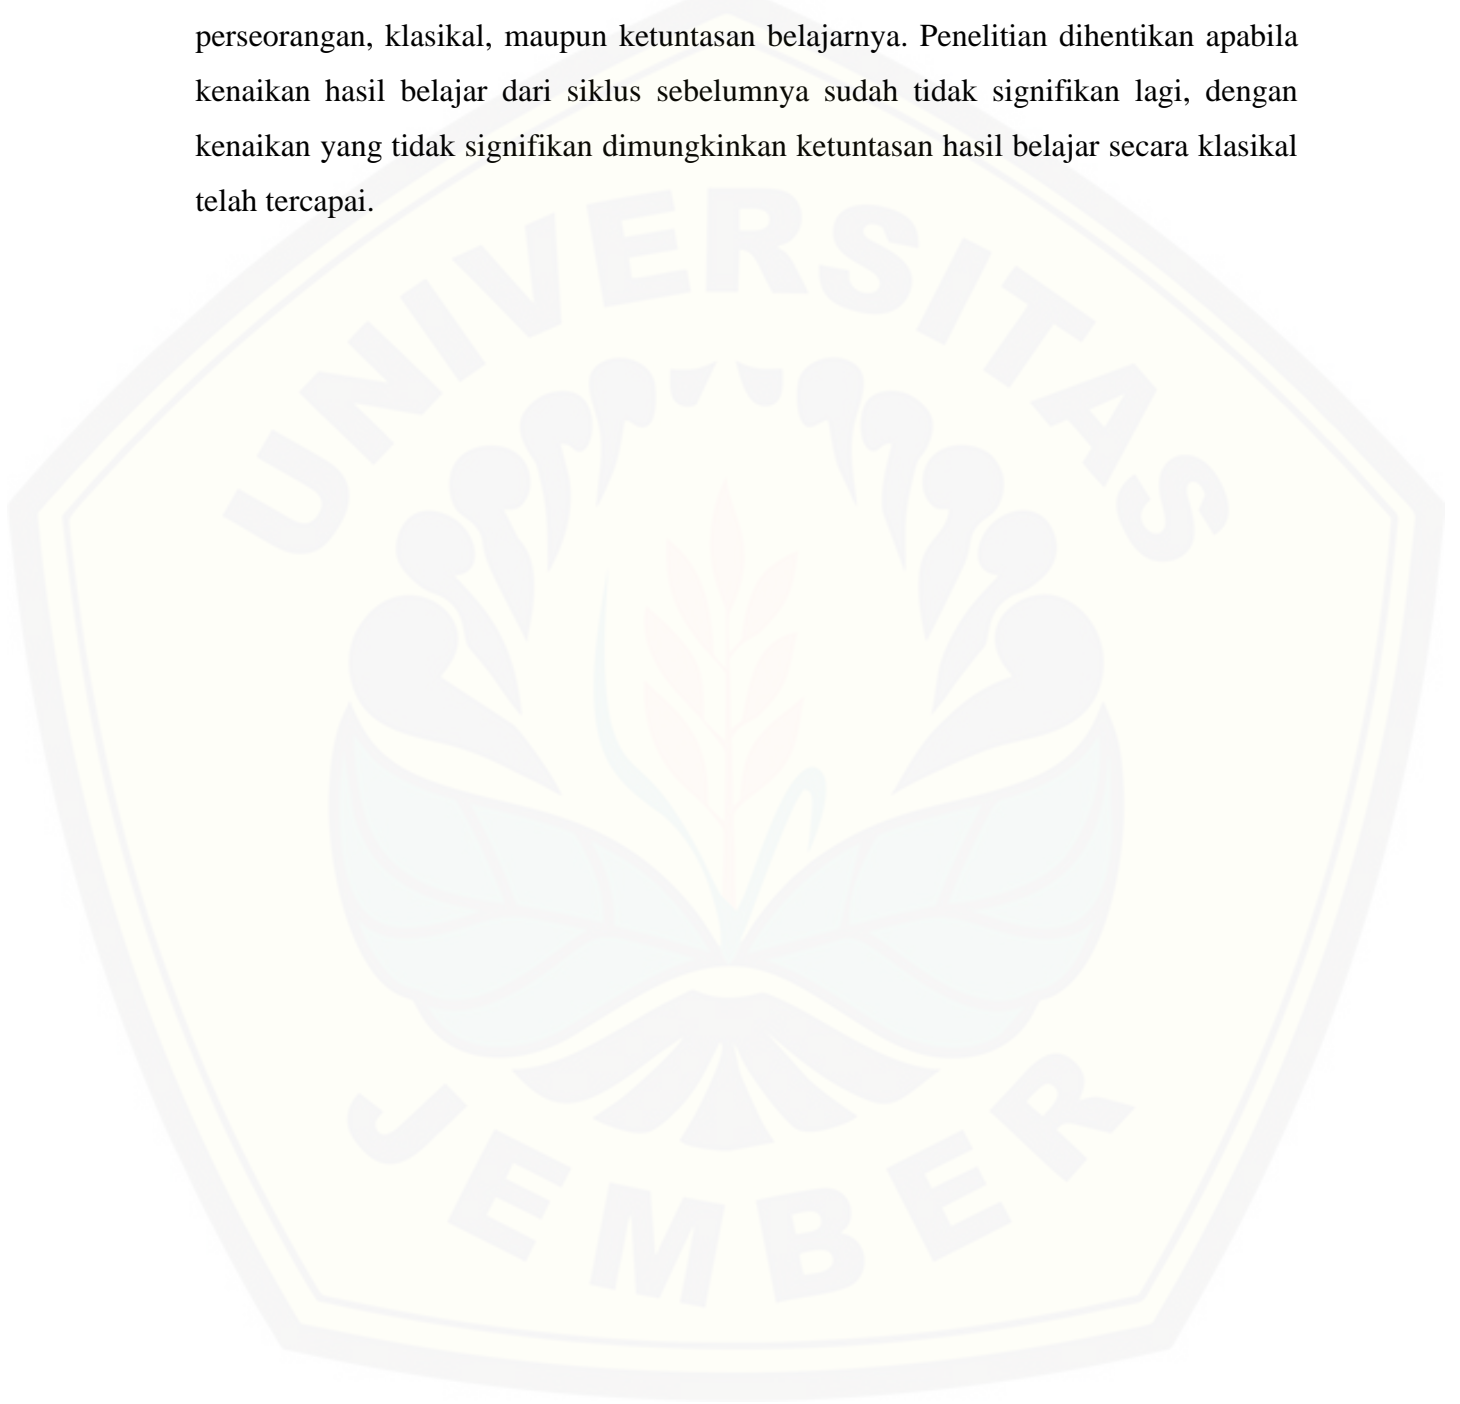 perseorangan, klasikal, maupun ketuntasan belajarnya. Penelitian dihentikan apabila
kenaikan hasil belajar dari siklus sebelumnya sudah tidak signifikan lagi, dengan
kenaikan yang tidak signifikan dimungkinkan ketuntasan hasil belajar secara klasikal
telah tercapai.
UNIVERSITAS
JEMBER